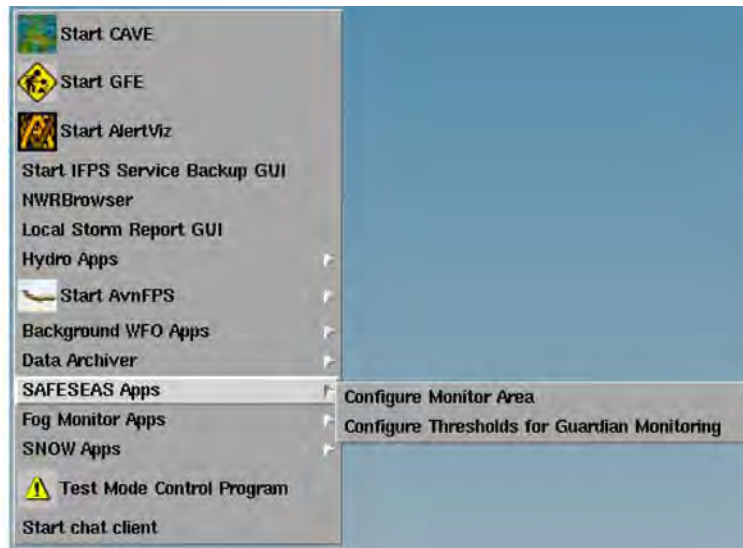 Start CAVE
Start GFE
Start AlertViz
Start IFPS Service Backup GUI
NWRBrowser
Local Storm Report GUI
Hydro Apps
Start AvnFPS
Background WFO Apps
Data Archiver
SAFESEAS Apps
Configure Monitor Area
Configure Thresholds for Guardian Monitoring
Fog Monitor Apps
SNOW Apps
Test Mode Control Program
Start chat client